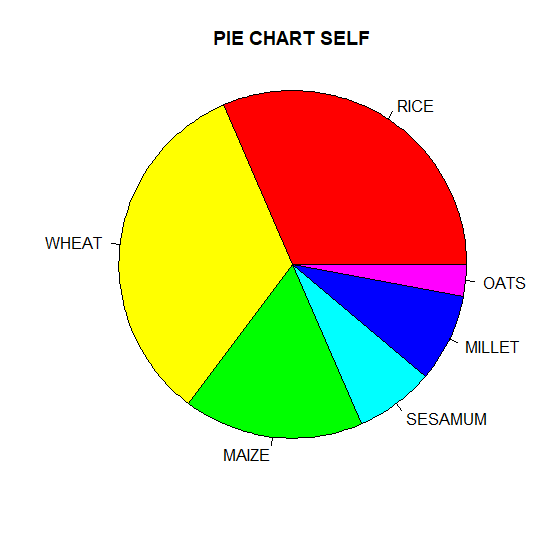 PIE CHART SELF
RICE
WHEAT
OATS
MILLET
SESAMUM
MAIZE